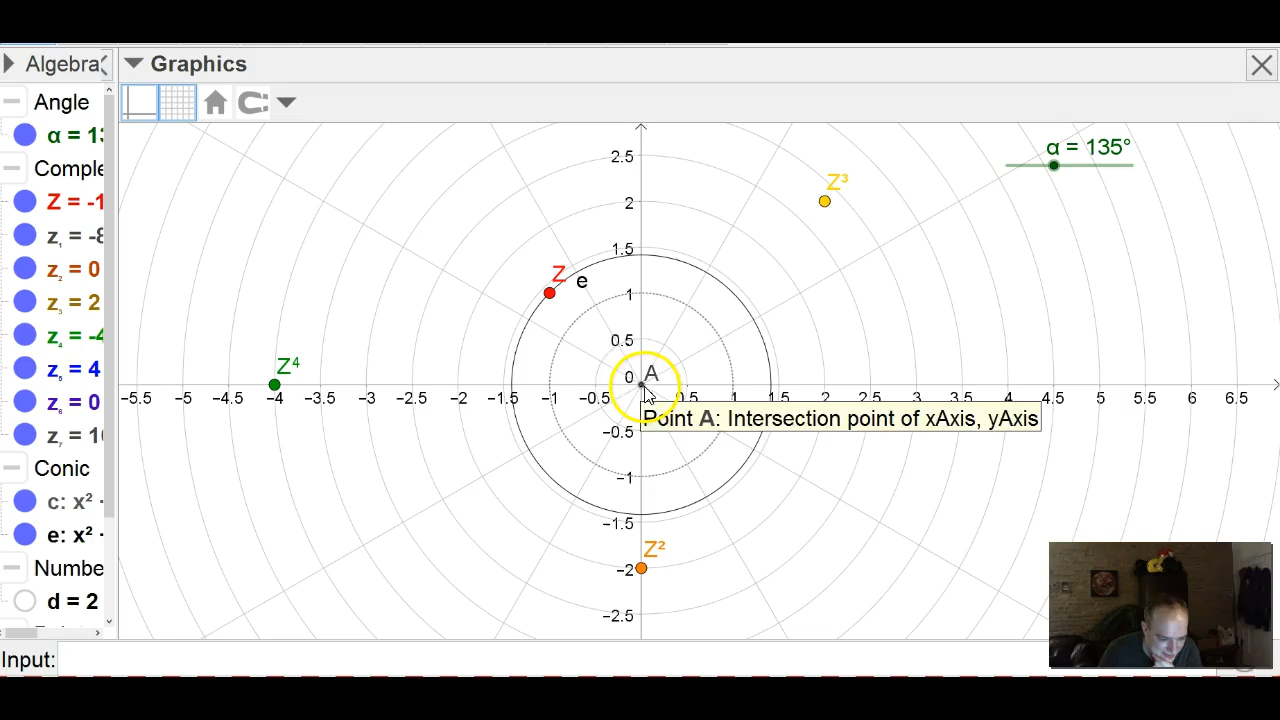 Algebra
Graphics
Angle
α = 13
Comple
Z = -1
z₁ = -8
z₂ = 0
z₃ = 2
z₄ = -4
z₅ = 4
z₆ = 0
z₇ = 10
Conic
c: x²
e: x²
Numbe
d = 2
α = 135°
2.5
Z³
2
1.5
Z e
1
0.5
Z⁴
0 A
-5.5 -5 -4.5 -4 -3.5 -3 -2.5 -2 -1.5 -1 -0.5 0.5 1 1.5 2 2.5 3 3.5 4 4.5 5 5.5 6 6.5
Point A: Intersection point of xAxis, yAxis
-0.5
-1
-1.5
Z²
-2
-2.5
Input: